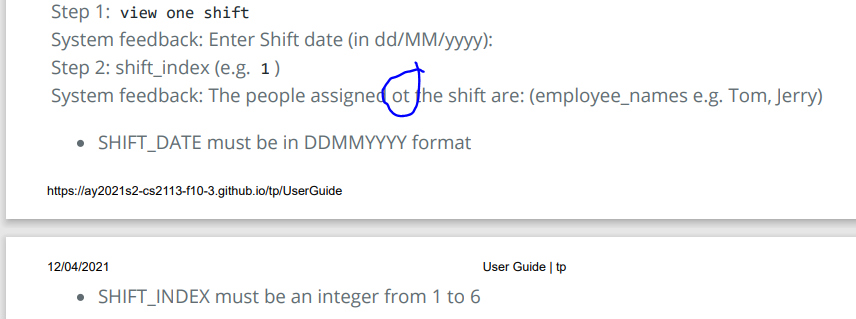 Step 1: view one shift
System feedback: Enter Shift date (in dd/MM/yyyy):
Step 2: shift_index (e.g. 1 )
System feedback: The people assigned ot the shift are: (employee_names e.g. Tom, Jerry)
• SHIFT_DATE must be in DDMMYYYY format
https://ay2021s2-cs2113-f10-3.github.io/tp/UserGuide
12/04/2021 User Guide | tp
• SHIFT_INDEX must be an integer from 1 to 6